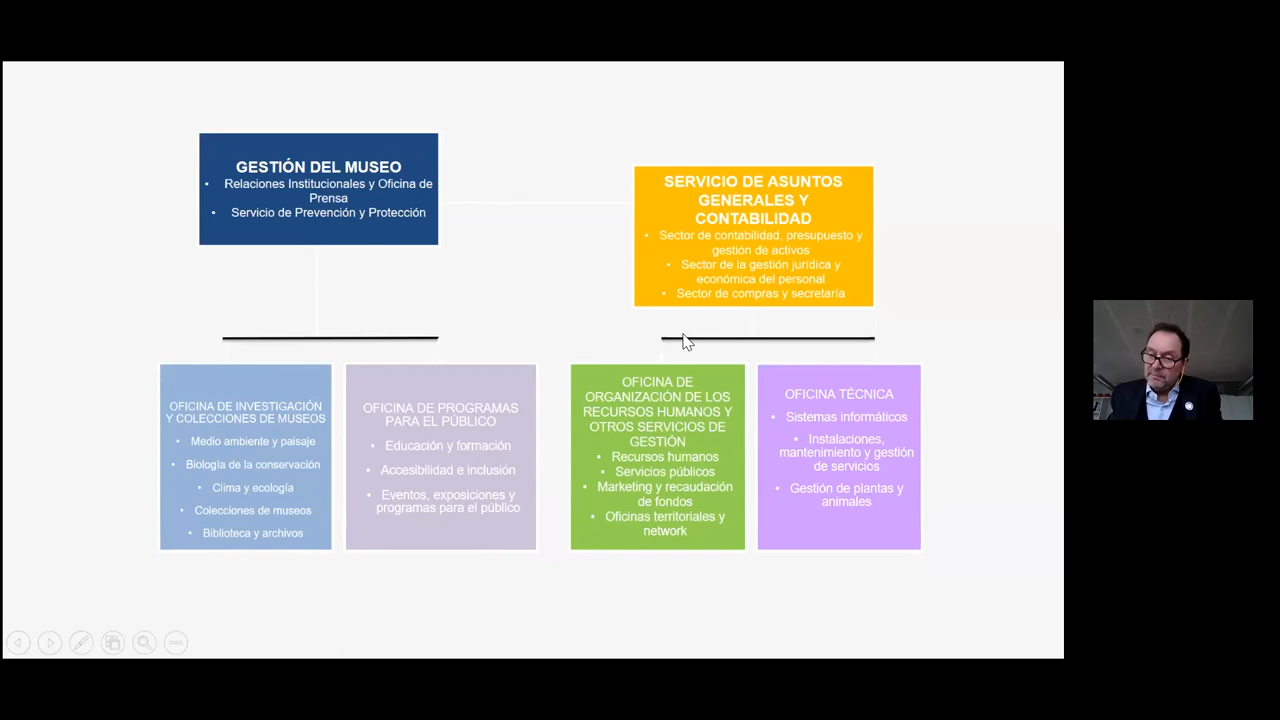 GESTIÓN DEL MUSEO
• Relaciones Institucionales y Oficina de
Prensa
• Servicio de Prevención y Protección
SERVICIO DE ASUNTOS
GENERALES Y
CONTABILIDAD
• Sector de contabilidad, presupuesto y
gestión de activos
• Sector de la gestión jurídica y
económica del personal
• Sector de compras y secretaría
OFICINA DE INVESTIGACIÓN
Y COLECCIONES DE MUSEOS
• Medio ambiente y paisaje
• Biología de la conservación
• Clima y ecología
• Colecciones de museos
• Biblioteca y archivos
OFICINA DE PROGRAMAS
PARA EL PÚBLICO
• Educación y formación
• Accesibilidad e inclusión
• Eventos, exposiciones y
programas para el público
OFICINA DE
ORGANIZACIÓN DE LOS
RECURSOS HUMANOS Y
OTROS SERVICIOS DE
GESTIÓN
• Recursos humanos
• Servicios públicos
• Marketing y recaudación
de fondos
• Oficinas territoriales y
network
OFICINA TÉCNICA
• Sistemas informáticos
• Instalaciones,
mantenimiento y gestión
de servicios
• Gestión de plantas y
animales